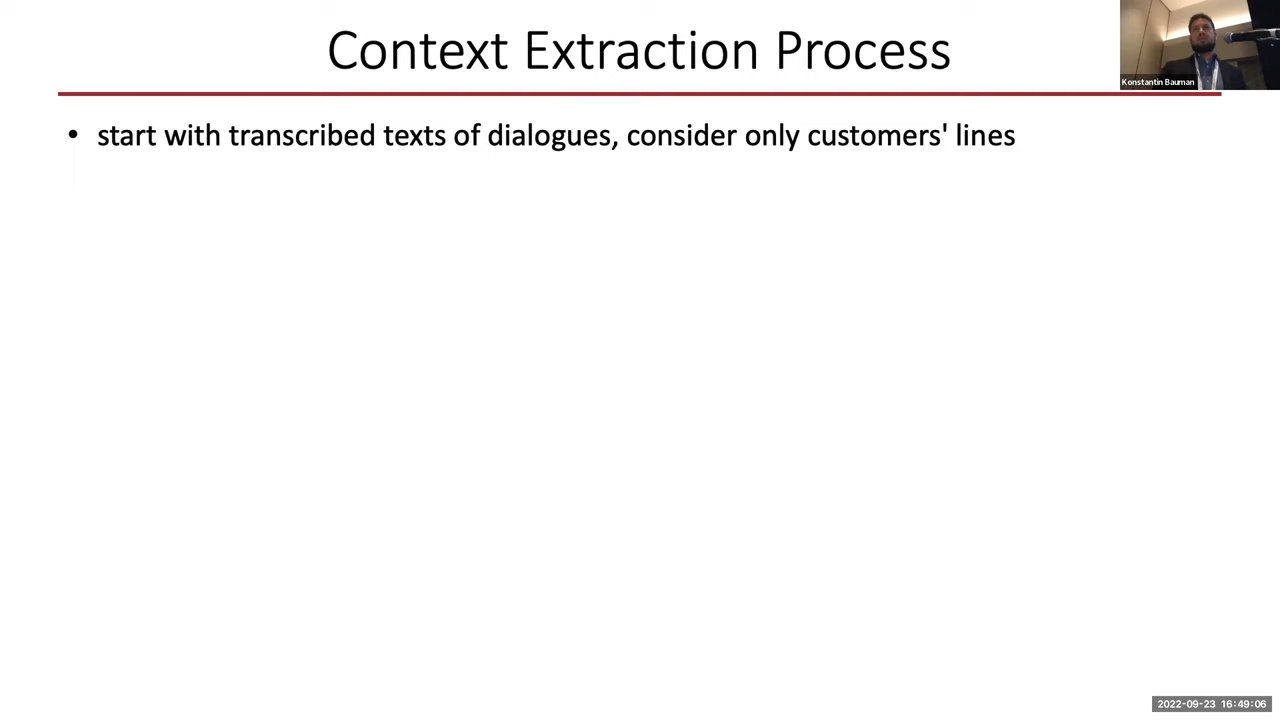 Context Extraction Process
Konstantin Bauman
• start with transcribed texts of dialogues, consider only customers' lines
2022-09-23 16:49:06